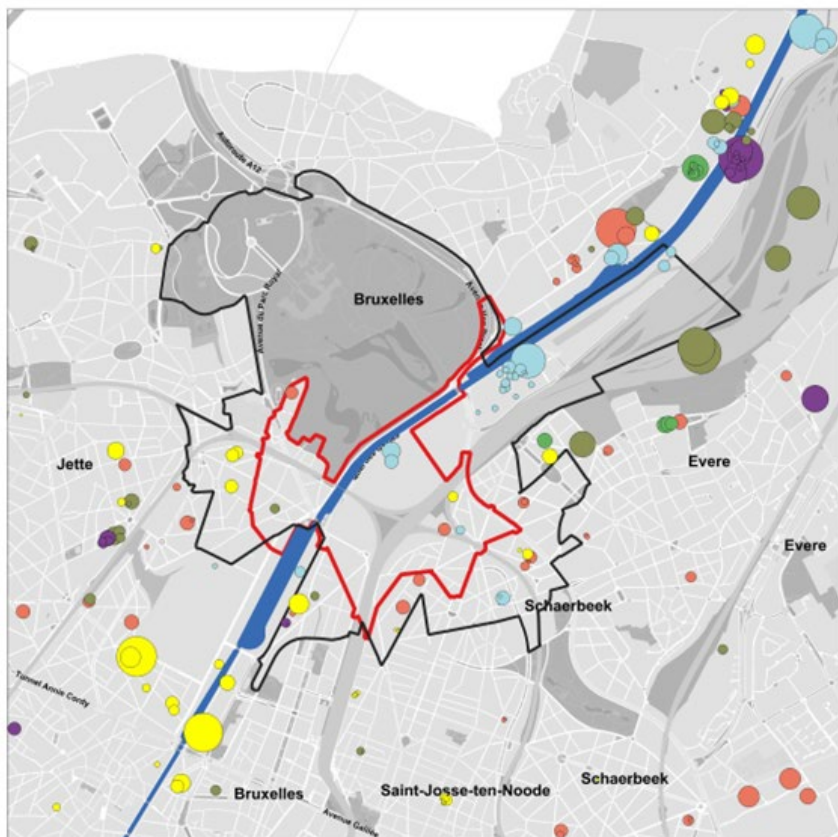 Autoroute A12
Bruxelles
Avenue du Parc Royal
Jette
Evere
Evere
Schaerbeek
Tunnel Annie Cordy
Bruxelles
Saint-Josse-ten-Noode
Schaerbeek
Avenue Galilée